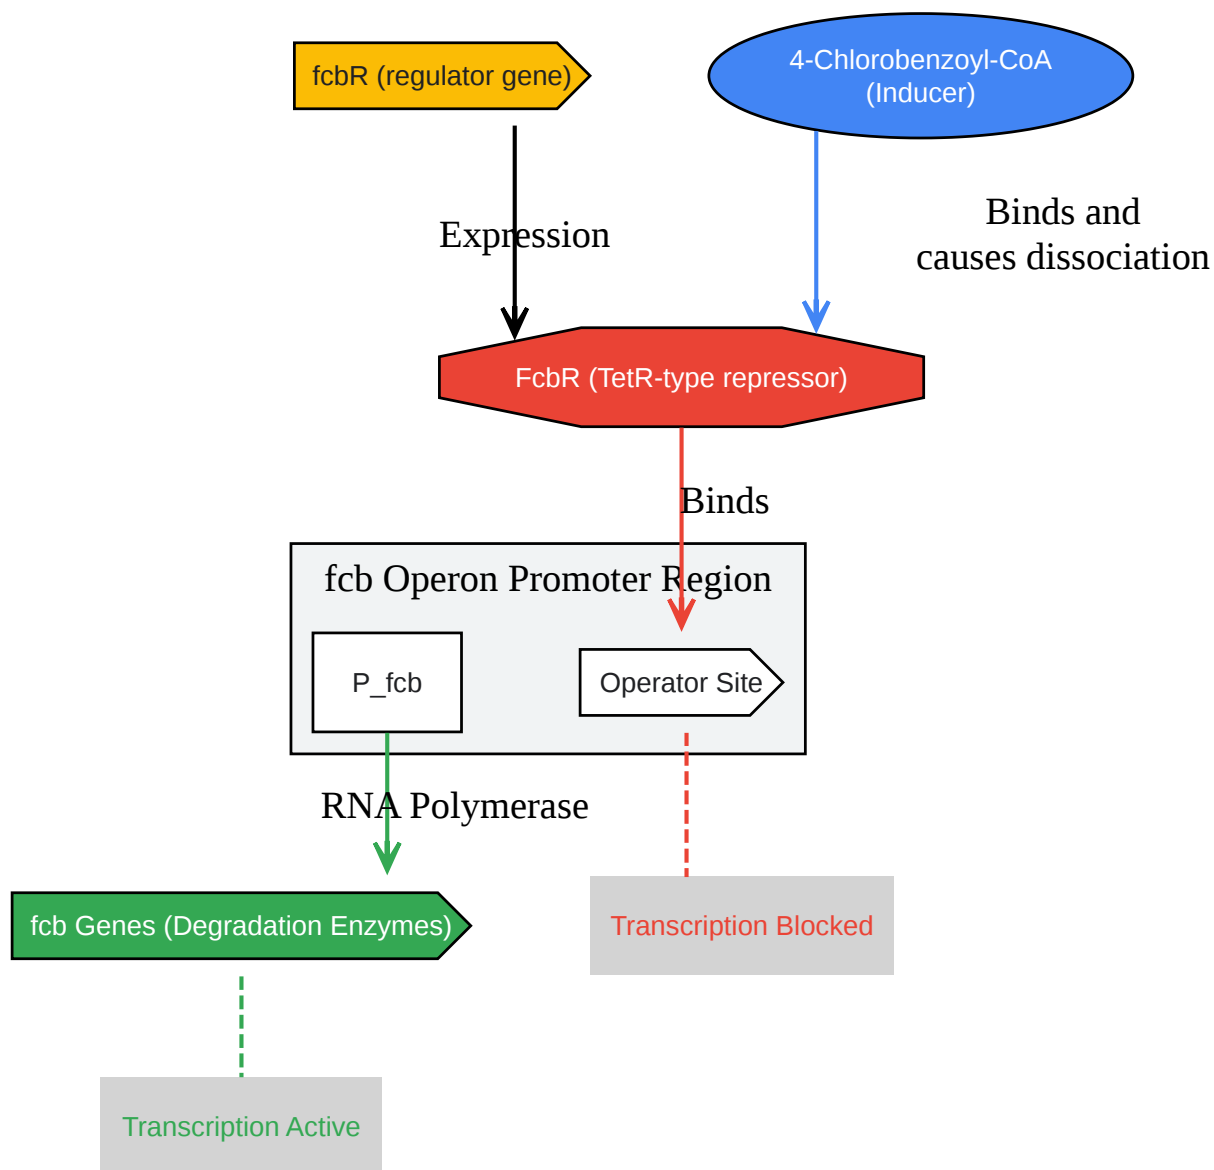 fcbR (regulator gene)
4-Chlorobenzoyl-CoA
(Inducer)
Expression
Binds and
causes dissociation
FcbR (TetR-type repressor)
Binds
fcb Operon Promoter Region
P_fcb
Operator Site
RNA Polymerase
fcb Genes (Degradation Enzymes)
Transcription Blocked
Transcription Active